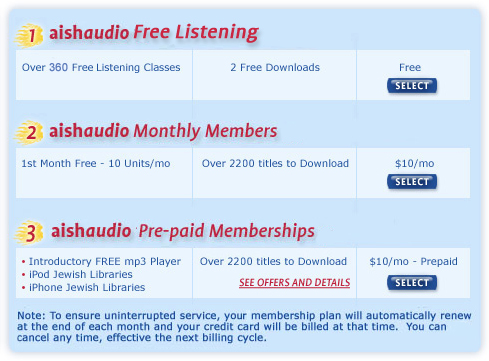 1 aishaudio Free Listening
Over 360 Free Listening Classes
2 Free Downloads
Free
SELECT
2 aishaudio Monthly Members
1st Month Free - 10 Units/mo
Over 2200 titles to Download
$10/mo
SELECT
3 aishaudio Pre-paid Memberships
• Introductory FREE mp3 Player
• iPod Jewish Libraries
• iPhone Jewish Libraries
Over 2200 titles to Download
SEE OFFERS AND DETAILS
$10/mo - Prepaid
SELECT
Note: To ensure uninterrupted service, your membership plan will automatically renew
at the end of each month and your credit card will be billed at that time.  You can
cancel any time, effective the next billing cycle.